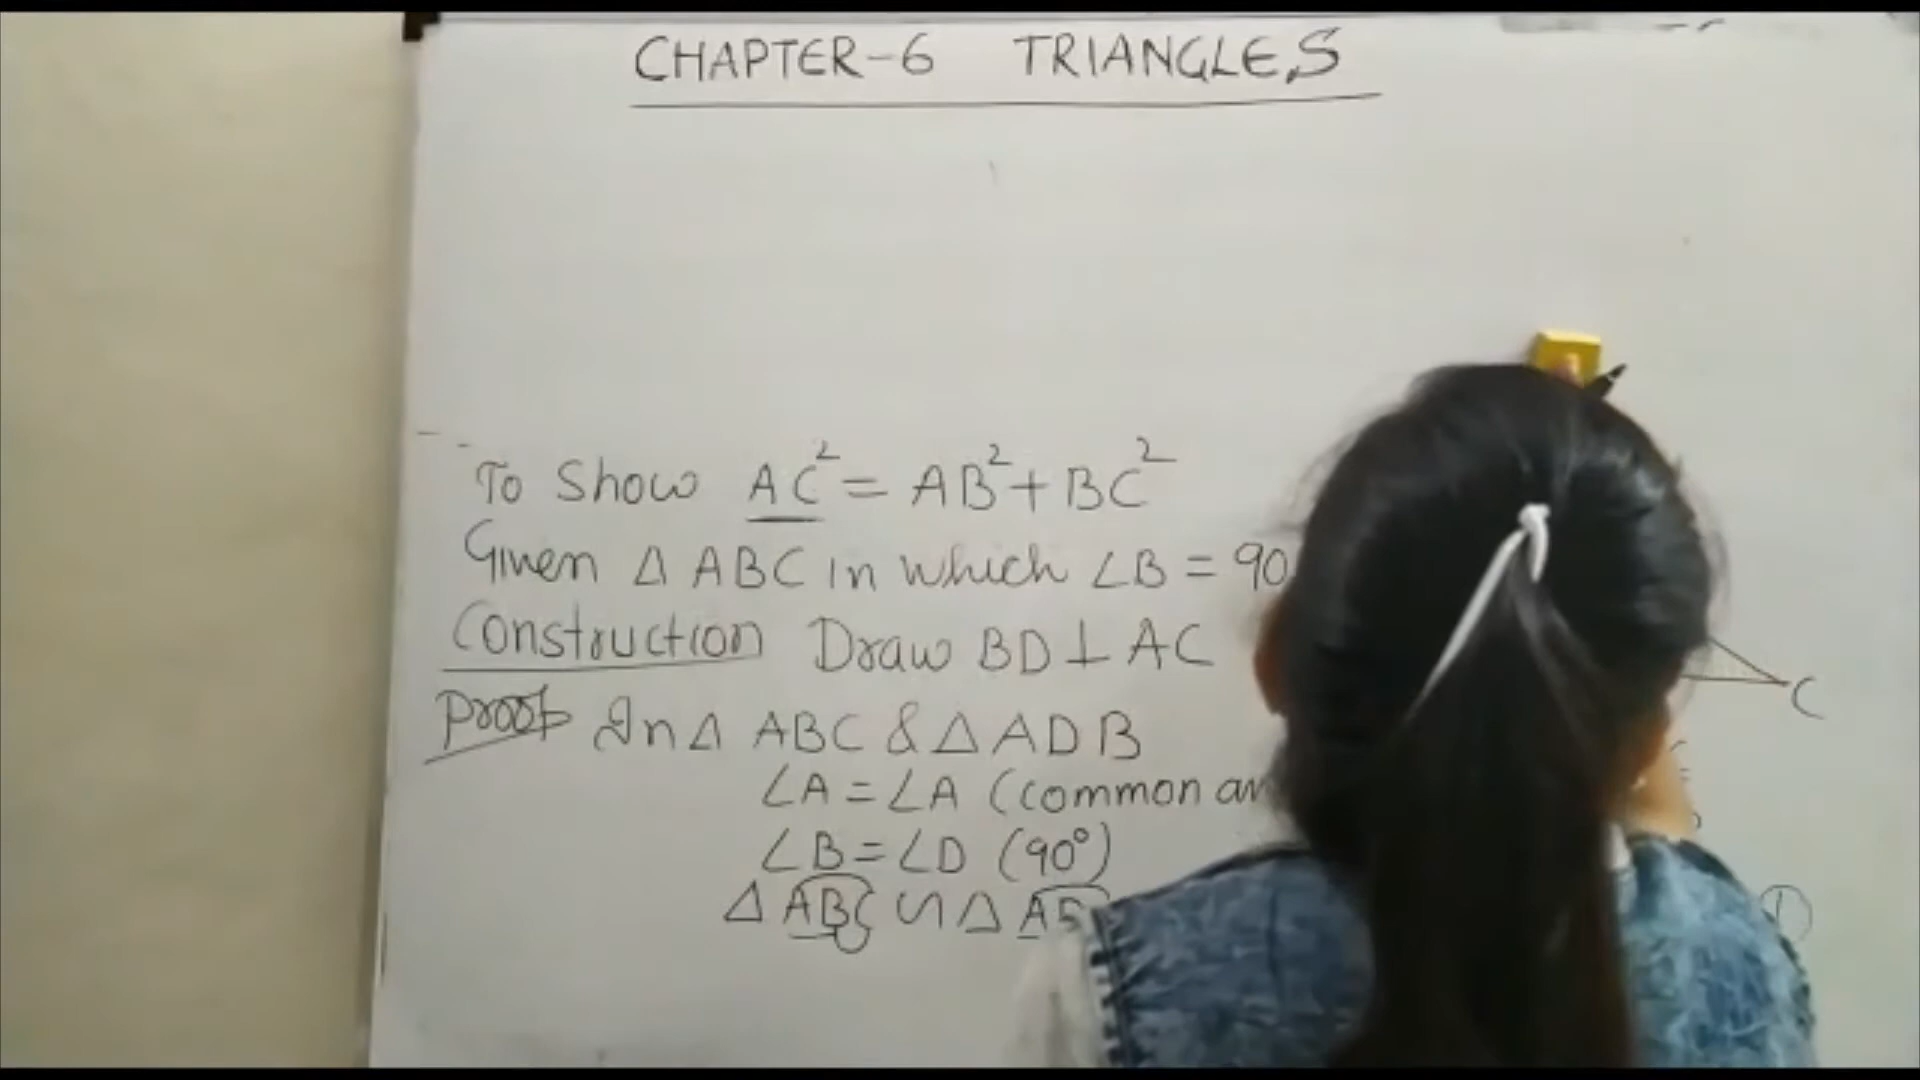 CHAPTER-6 TRIANGLES
To Show AC² = AB² + BC²
Given Δ ABC in which ∠B = 90
Construction Draw BD ⊥ AC
Proof In Δ ABC & Δ ADB
∠A = ∠A (common
∠B = ∠D (90°)
Δ ABC ∽ Δ
C
1